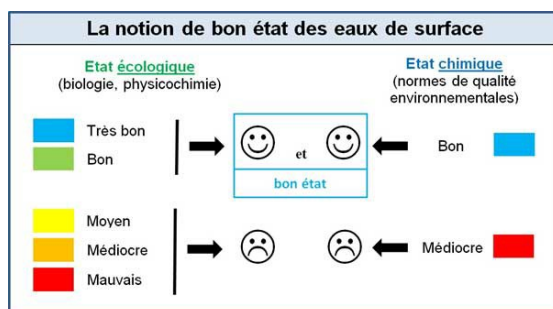 La notion de bon état des eaux de surface
Etat écologique
(biologie, physicochimie)
Etat chimique
(normes de qualité
environnementales)
Très bon
Bon
et
bon état
Bon
Moyen
Médiocre
Mauvais
Médiocre